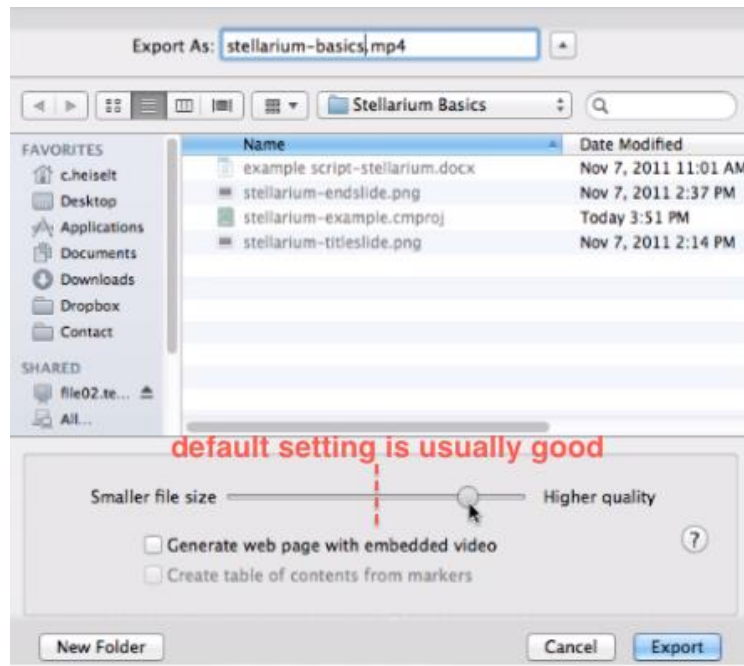 Export As: stellarium-basics.mp4
Stellarium Basics
FAVORITES
c.heiselt
Desktop
Applications
Documents
Downloads
Dropbox
Contact
SHARED
file02.te...
All...
Name Date Modified
example script-stellarium.docx Nov 7, 2011 11:01 AM
stellarium-endslide.png Nov 7, 2011 2:37 PM
stellarium-example.cmproj Today 3:51 PM
stellarium-titleslide.png Nov 7, 2011 2:14 PM
default setting is usually good
Smaller file size Higher quality
Generate web page with embedded video
?
Create table of contents from markers
New Folder Cancel Export